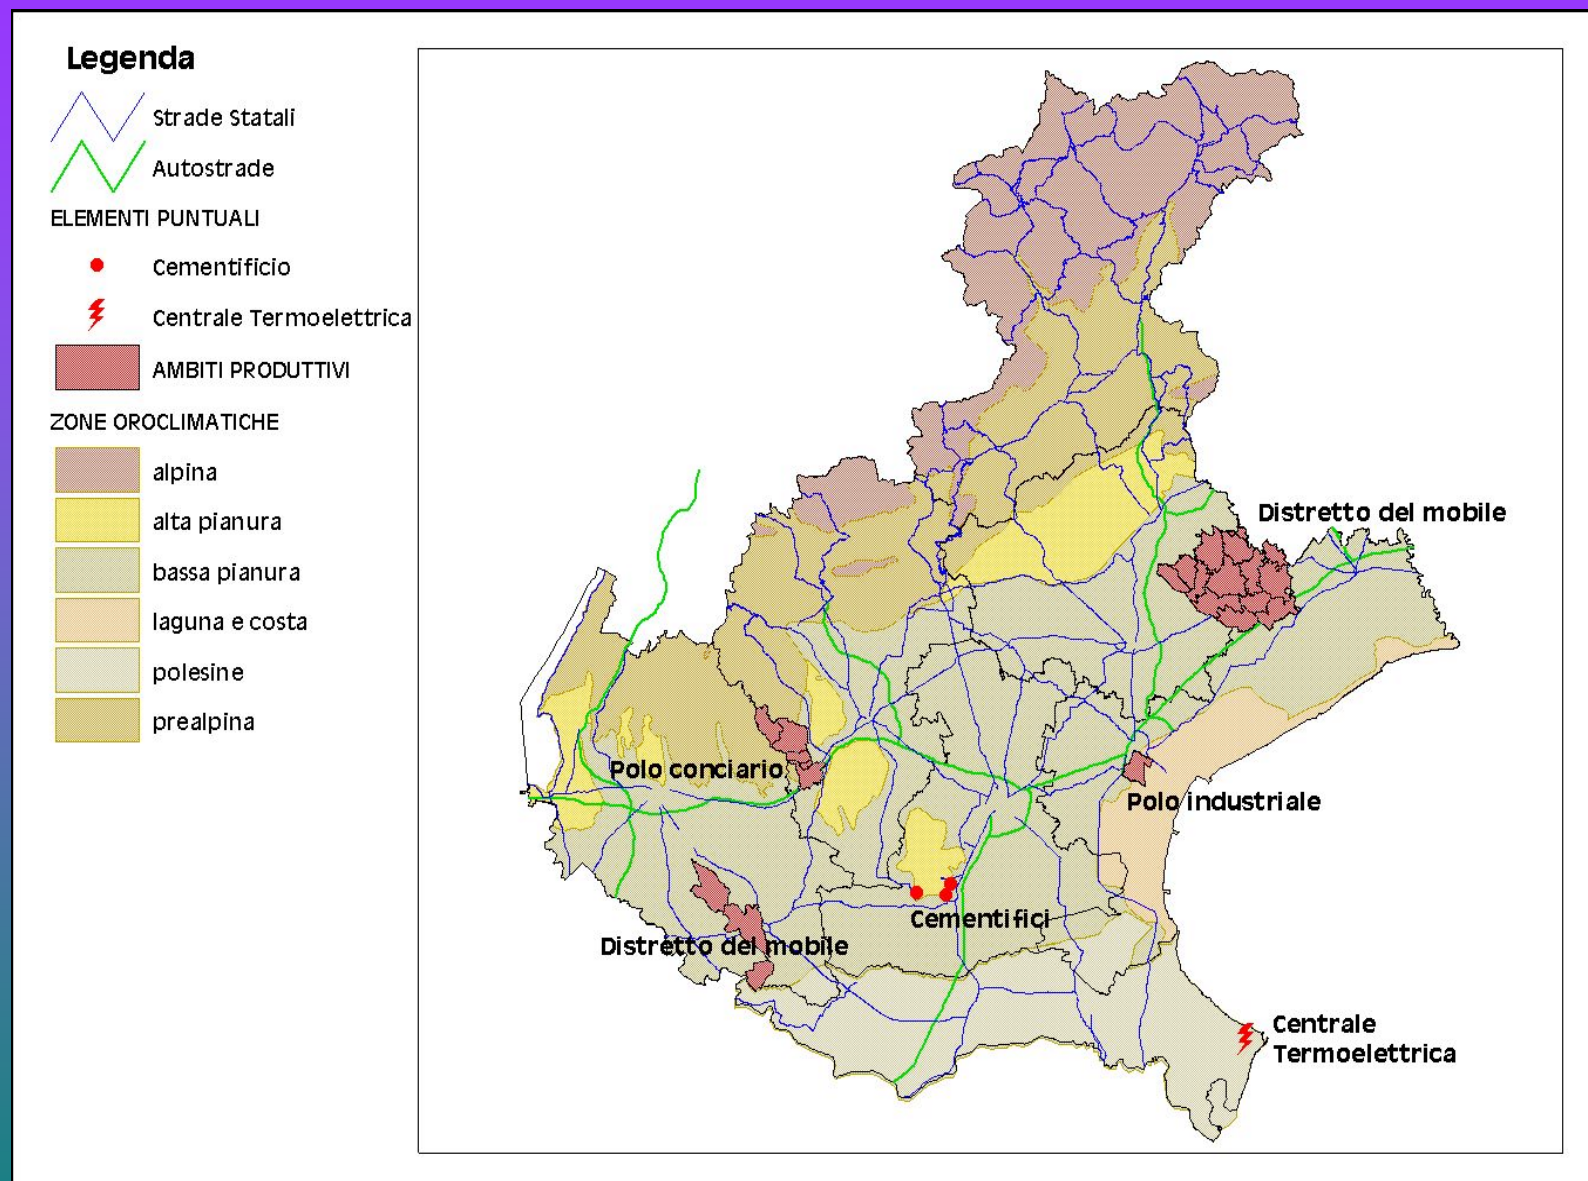 Legenda
Strade Statali
Autostrade
ELEMENTI PUNTUALI
Cementificio
Centrale Termoelettrica
AMBITI PRODUTTIVI
ZONE OROCLIMATICHE
alpina
alta pianura
bassa pianura
laguna e costa
polesine
prealpina
Distretto del mobile
Polo conciario
Polo industriale
Cementifici
Distretto del mobile
Centrale
Termoelettrica